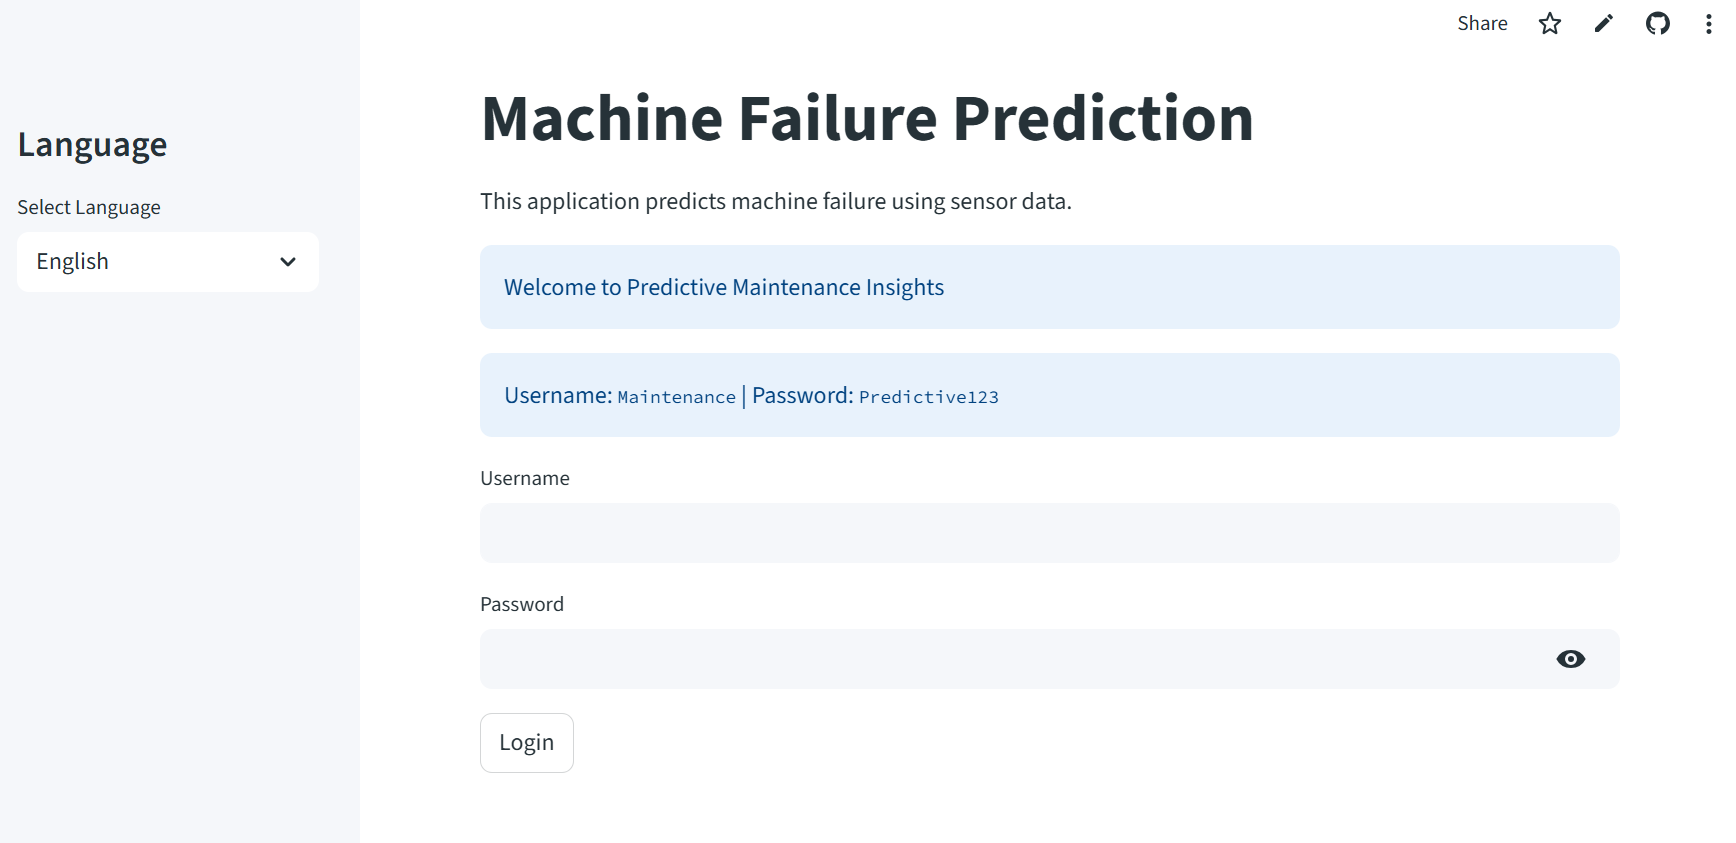 Share
Language
Select Language
English
Machine Failure Prediction
This application predicts machine failure using sensor data.
Welcome to Predictive Maintenance Insights
Username: Maintenance | Password: Predictive123
Username
Password
Login